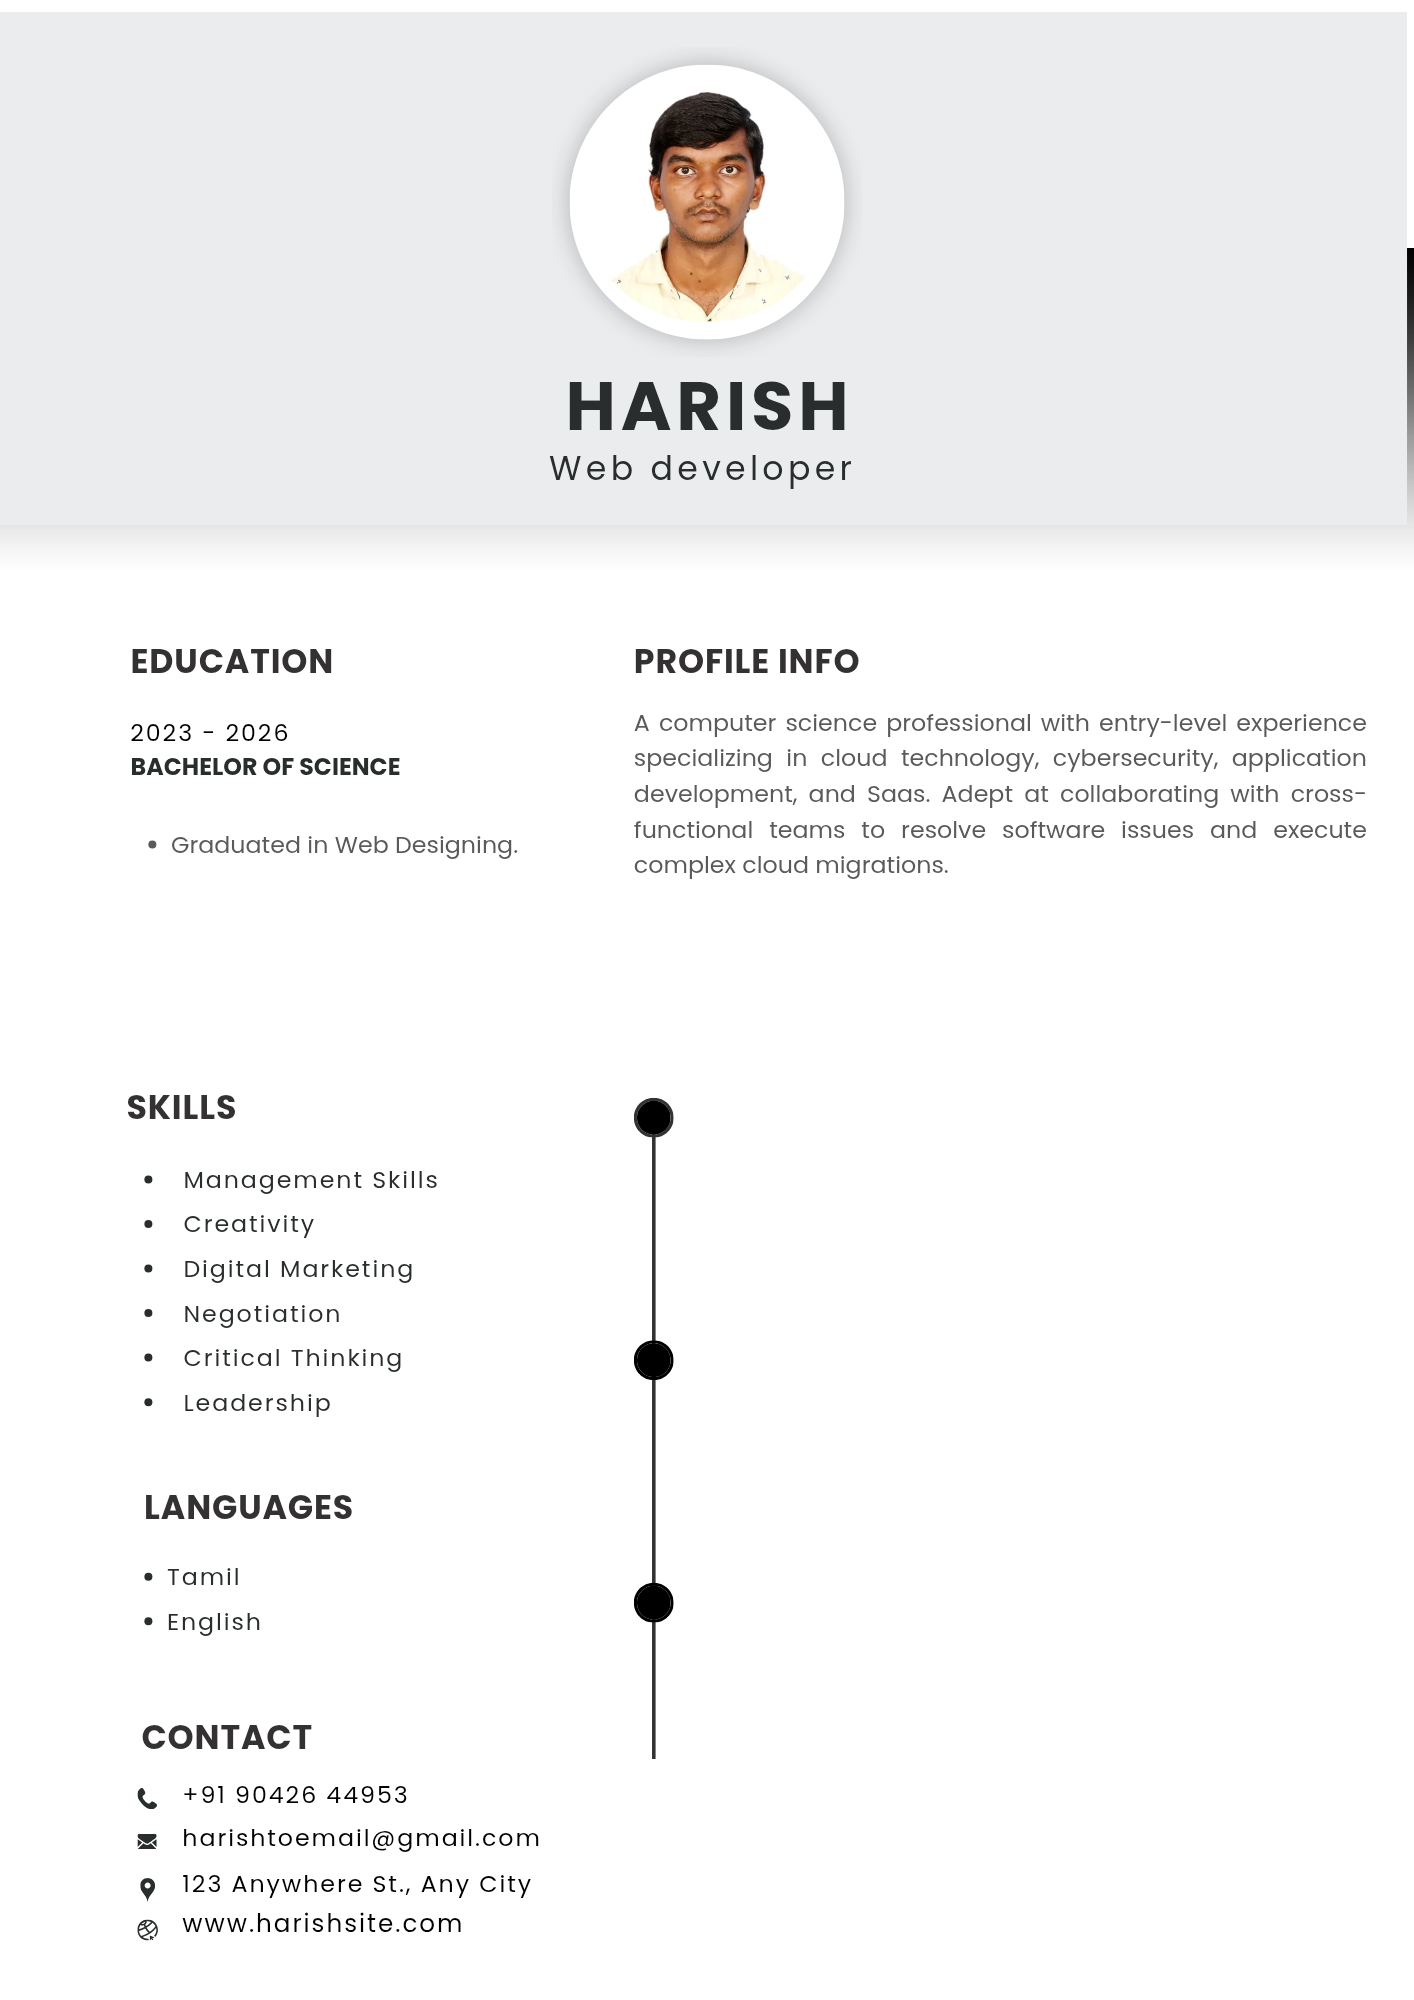 HARISH
Web developer
EDUCATION
2023 - 2026
BACHELOR OF SCIENCE
• Graduated in Web Designing.
PROFILE INFO
A computer science professional with entry-level experience
specializing in cloud technology, cybersecurity, application
development, and Saas. Adept at collaborating with cross-
functional teams to resolve software issues and execute
complex cloud migrations.
SKILLS
• Management Skills
• Creativity
• Digital Marketing
• Negotiation
• Critical Thinking
• Leadership
LANGUAGES
• Tamil
• English
CONTACT
+91 90426 44953
harishtoemail@gmail.com
123 Anywhere St., Any City
www.harishsite.com